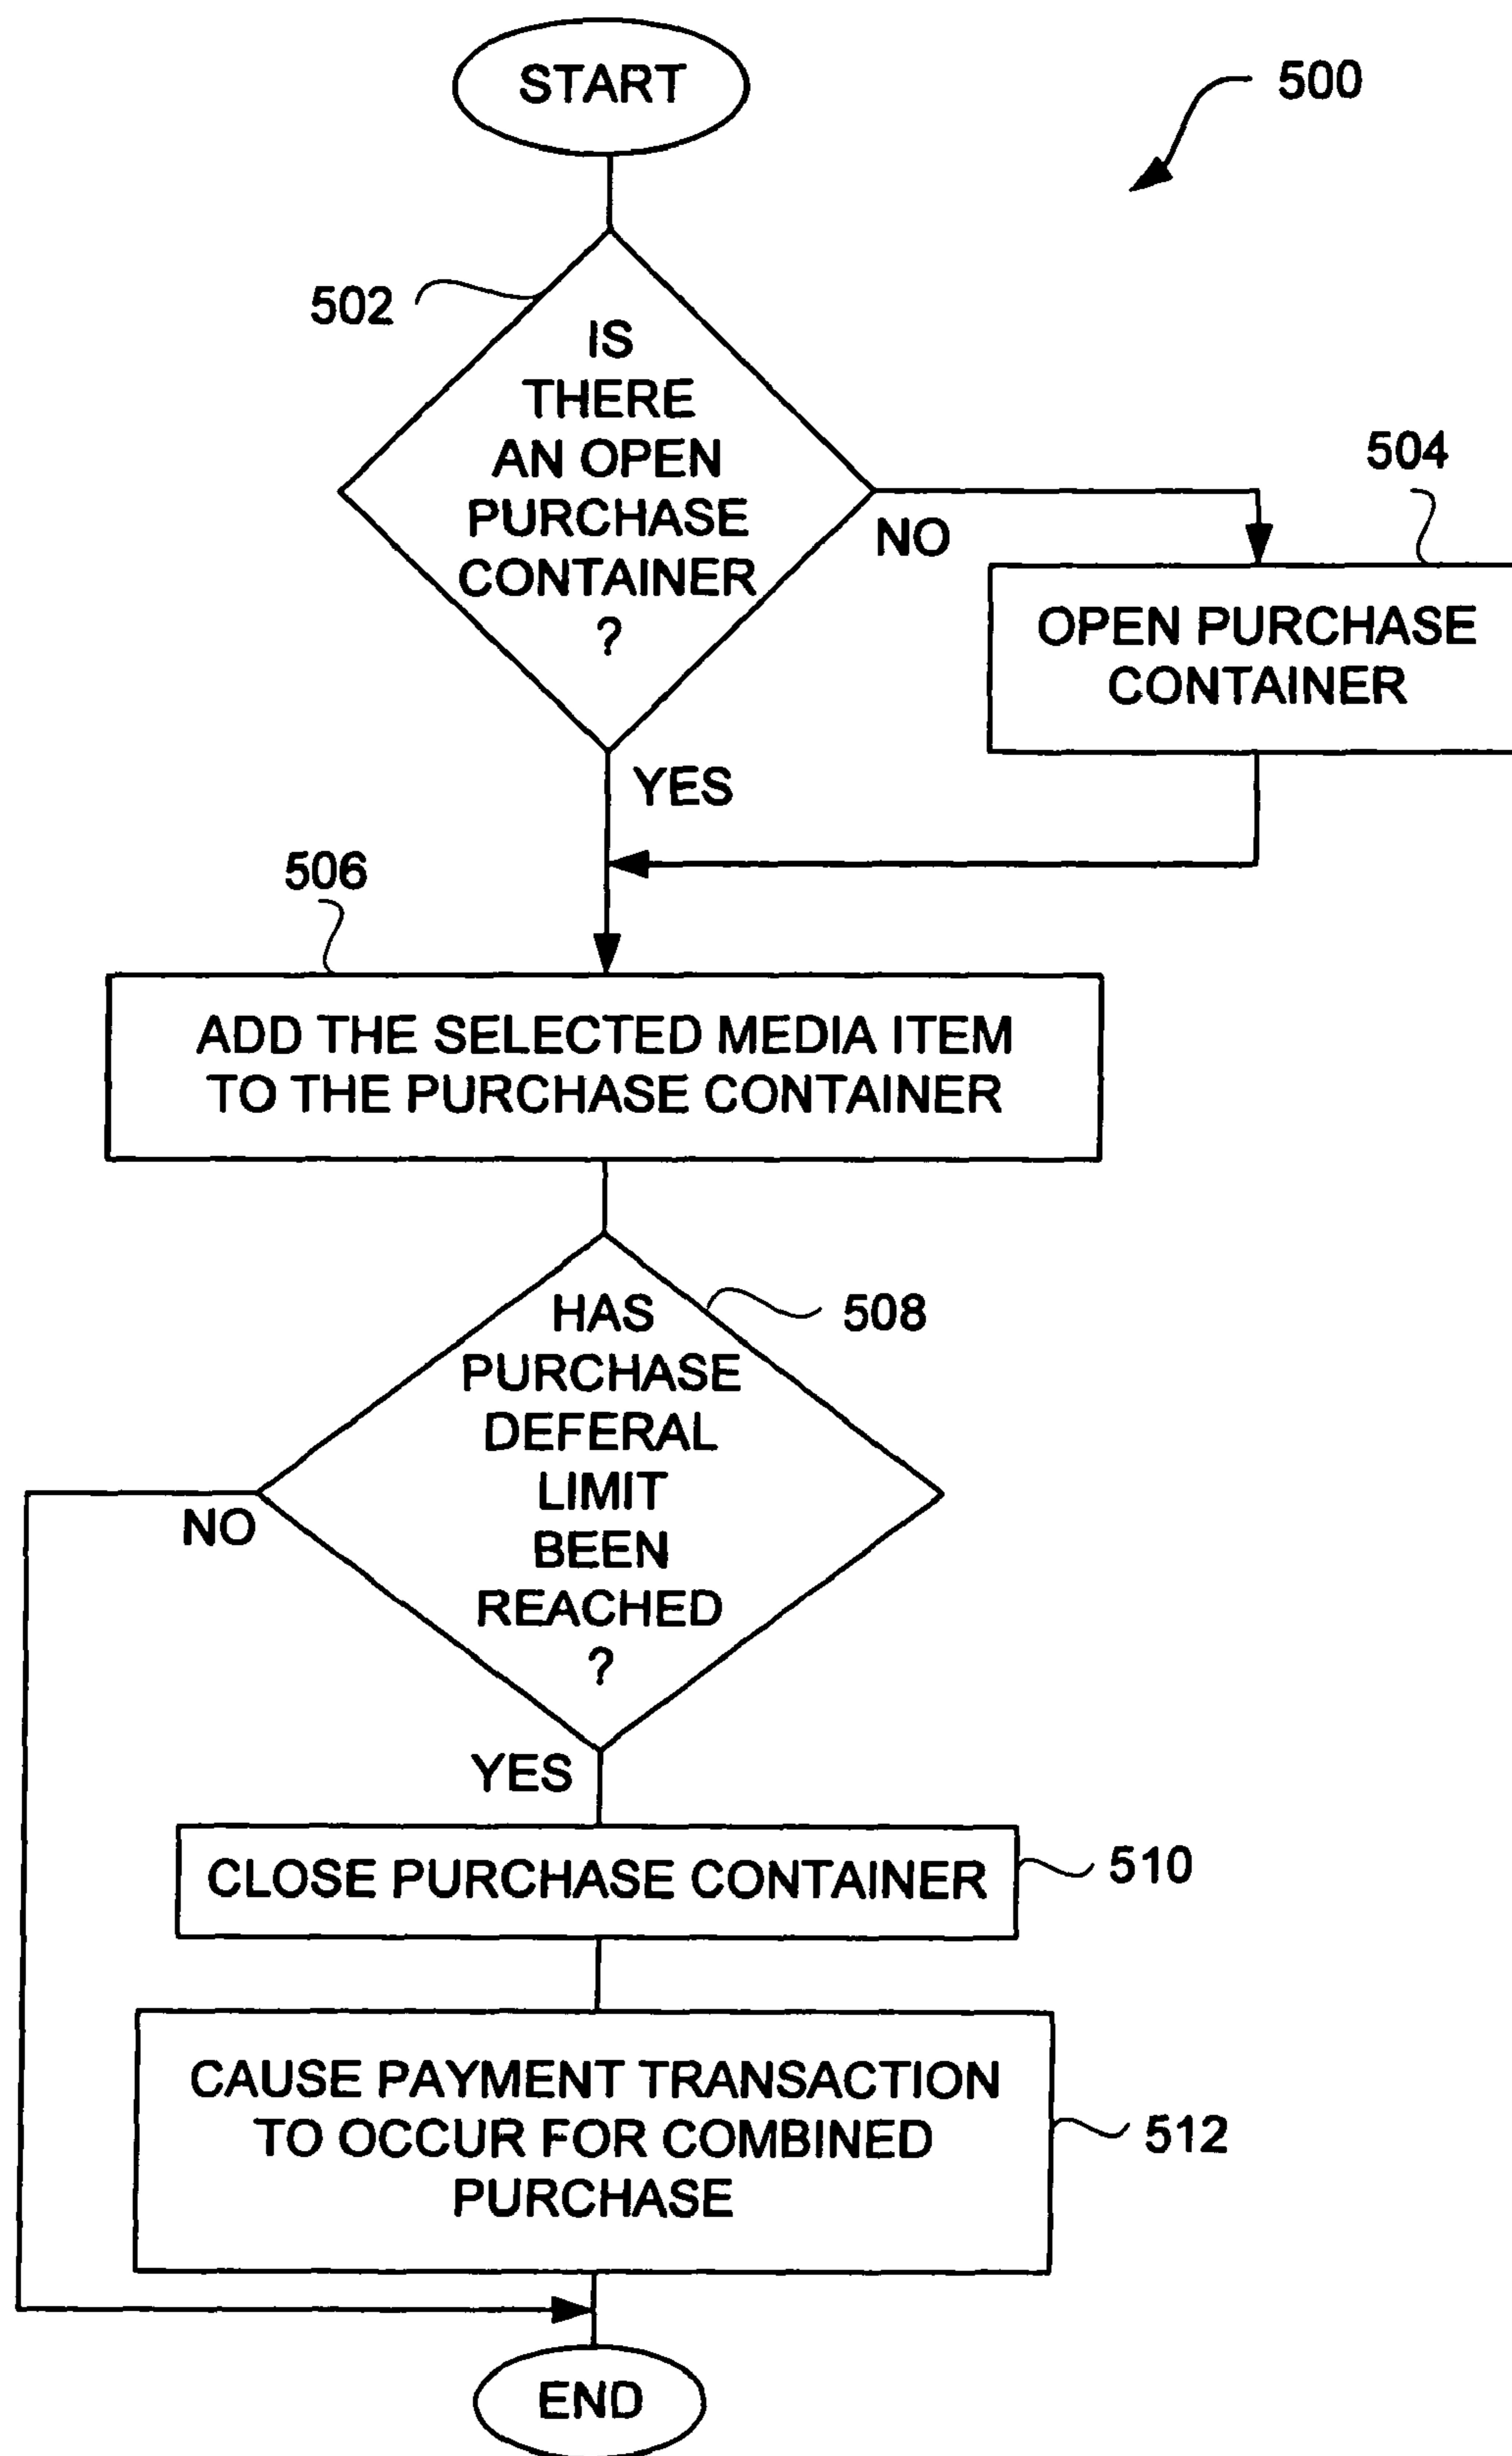 START
500
502
IS
THERE
AN OPEN
PURCHASE
CONTAINER
?
NO
504
OPEN PURCHASE
CONTAINER
YES
506
ADD THE SELECTED MEDIA ITEM
TO THE PURCHASE CONTAINER
508
HAS
PURCHASE
DEFERAL
LIMIT
BEEN
REACHED
?
NO
YES
CLOSE PURCHASE CONTAINER
510
CAUSE PAYMENT TRANSACTION
TO OCCUR FOR COMBINED
PURCHASE
512
END